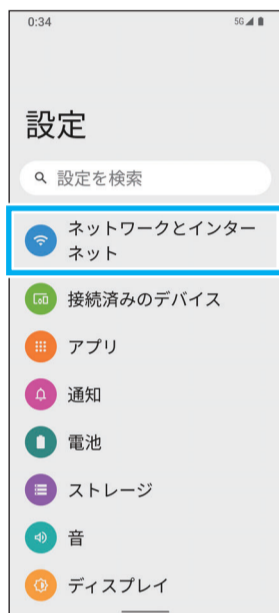 0:34
5G
設定
設定を検索
ネットワークとインター
ネット
接続済みのデバイス
アプリ
通知
電池
ストレージ
音
ディスプレイ